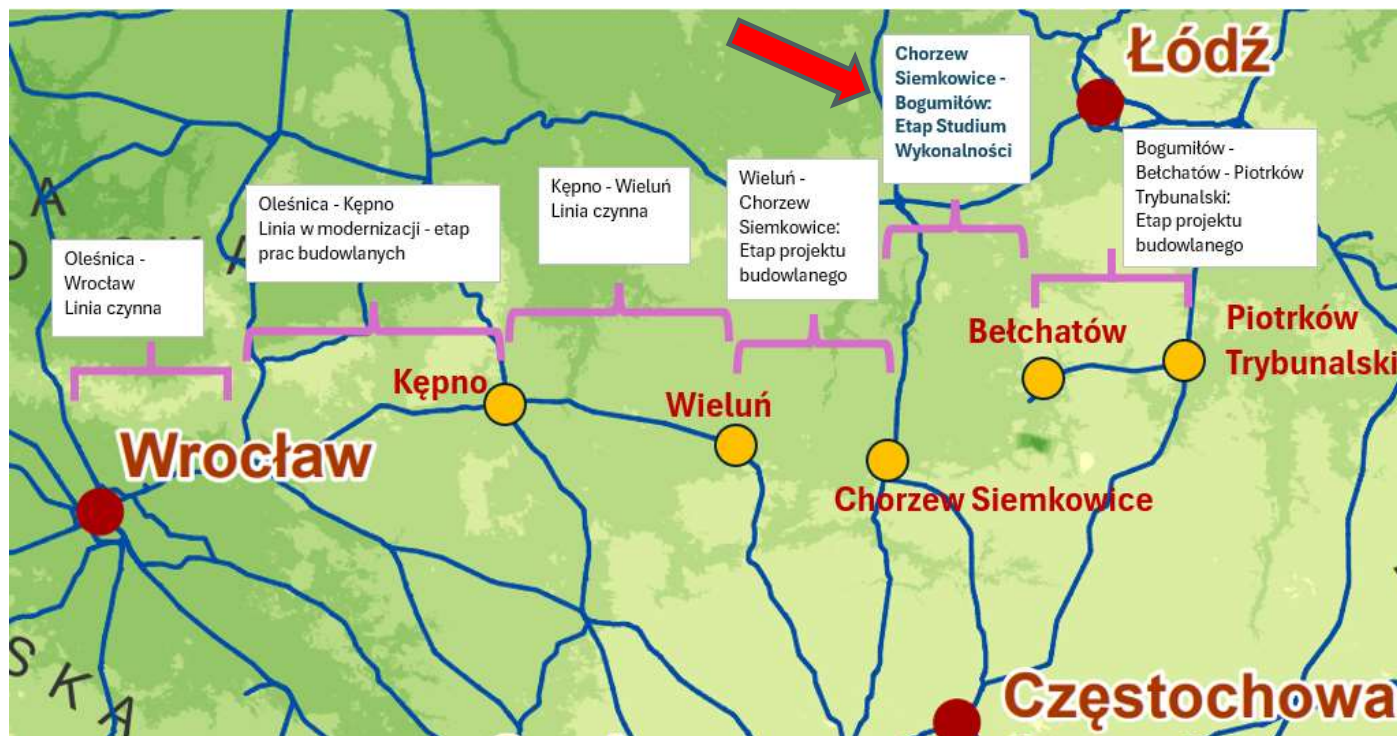 Chorzew
Siemkowice -
Bogumiłów:
Etap Studium
Wykonalności
Łódź
Bogumiłów -
Bełchatów - Piotrków
Trybunalski:
Etap projektu
budowlanego
Wieluń -
Chorzew
Siemkowice:
Etap projektu
budowlanego
Kępno - Wieluń
Linia czynna
Oleśnica - Kępno
Linia w modernizacji - etap
prac budowlanych
Oleśnica -
Wrocław
Linia czynna
Bełchatów
Piotrków
Trybunalski
Kępno
Wieluń
Wrocław
Chorzew Siemkowice
Częstochowa
SKA